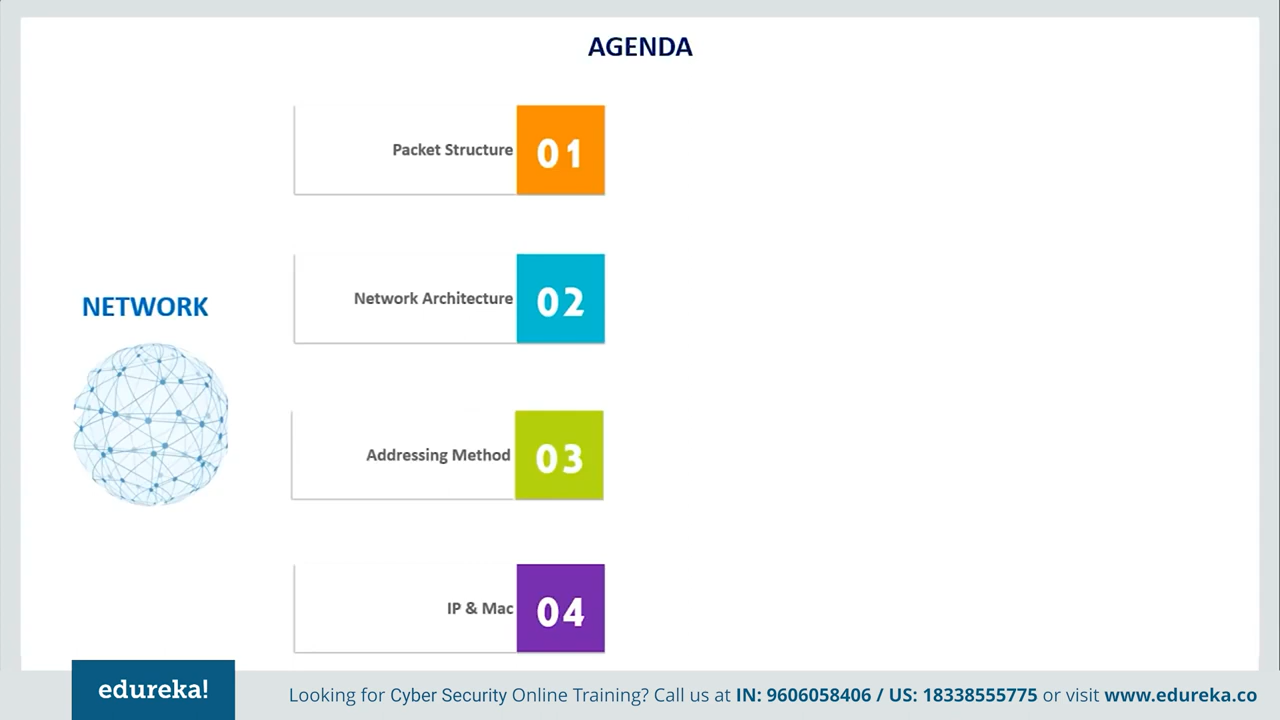 AGENDA
Packet Structure 01
Network Architecture 02
NETWORK
Addressing Method 03
IP & Mac 04
edureka!
Looking for Cyber Security Online Training? Call us at IN: 9606058406 / US: 18338555775 or visit www.edureka.co